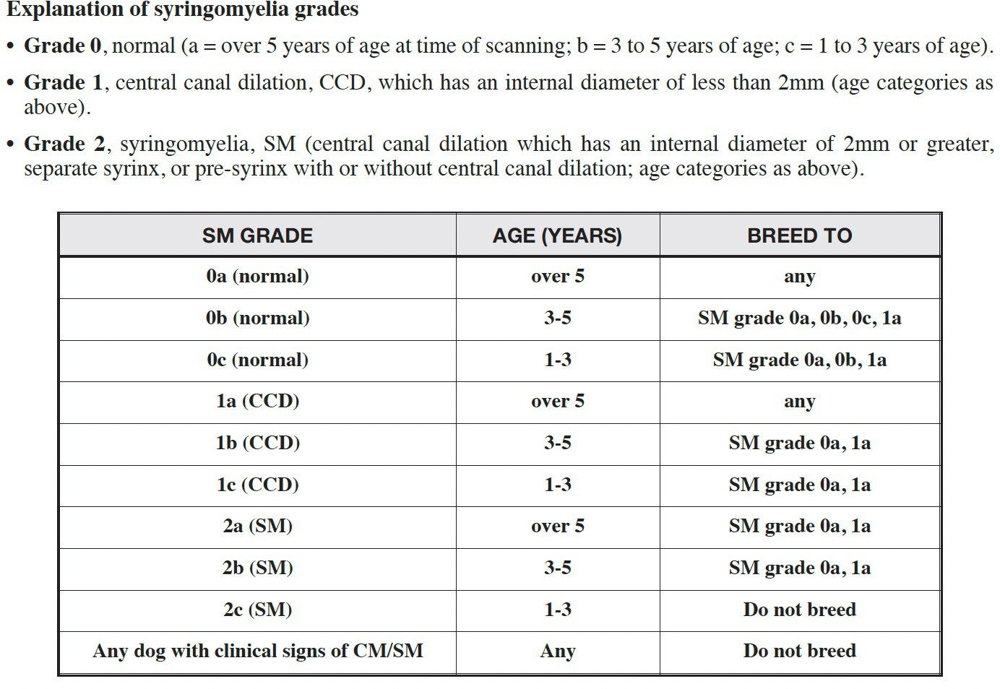 Explanation of syringomyelia grades
• Grade 0, normal (a = over 5 years of age at time of scanning; b = 3 to 5 years of age; c = 1 to 3 years of age).
• Grade 1, central canal dilation, CCD, which has an internal diameter of less than 2mm (age categories as
above).
• Grade 2, syringomyelia, SM (central canal dilation which has an internal diameter of 2mm or greater,
separate syrinx, or pre-syrinx with or without central canal dilation; age categories as above).
SM GRADE AGE (YEARS) BREED TO
0a (normal) over 5 any
0b (normal) 3-5 SM grade 0a, 0b, 0c, 1a
0c (normal) 1-3 SM grade 0a, 0b, 1a
1a (CCD) over 5 any
1b (CCD) 3-5 SM grade 0a, 1a
1c (CCD) 1-3 SM grade 0a, 1a
2a (SM) over 5 SM grade 0a, 1a
2b (SM) 3-5 SM grade 0a, 1a
2c (SM) 1-3 Do not breed
Any dog with clinical signs of CM/SM Any Do not breed